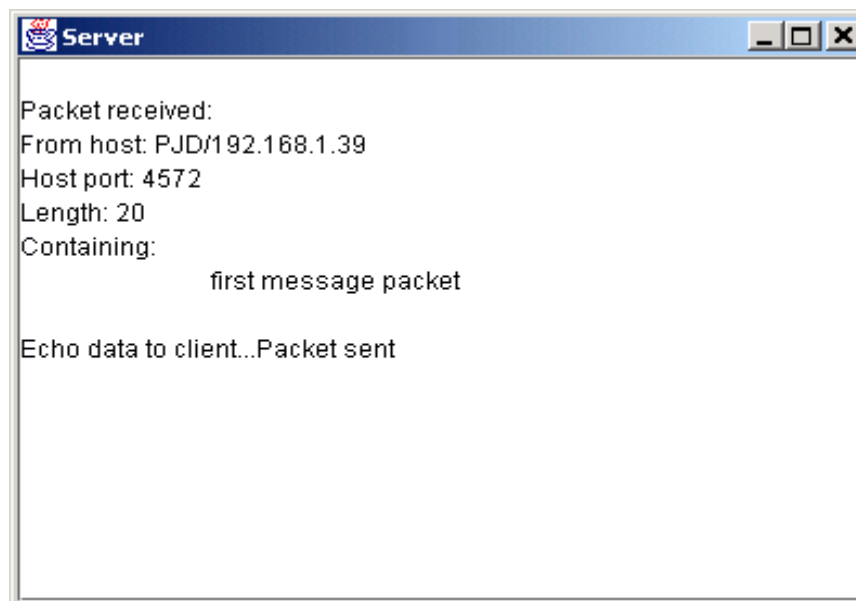 Server
Packet received:
From host: PJD/192.168.1.39
Host port: 4572
Length: 20
Containing:
first message packet
Echo data to client...Packet sent